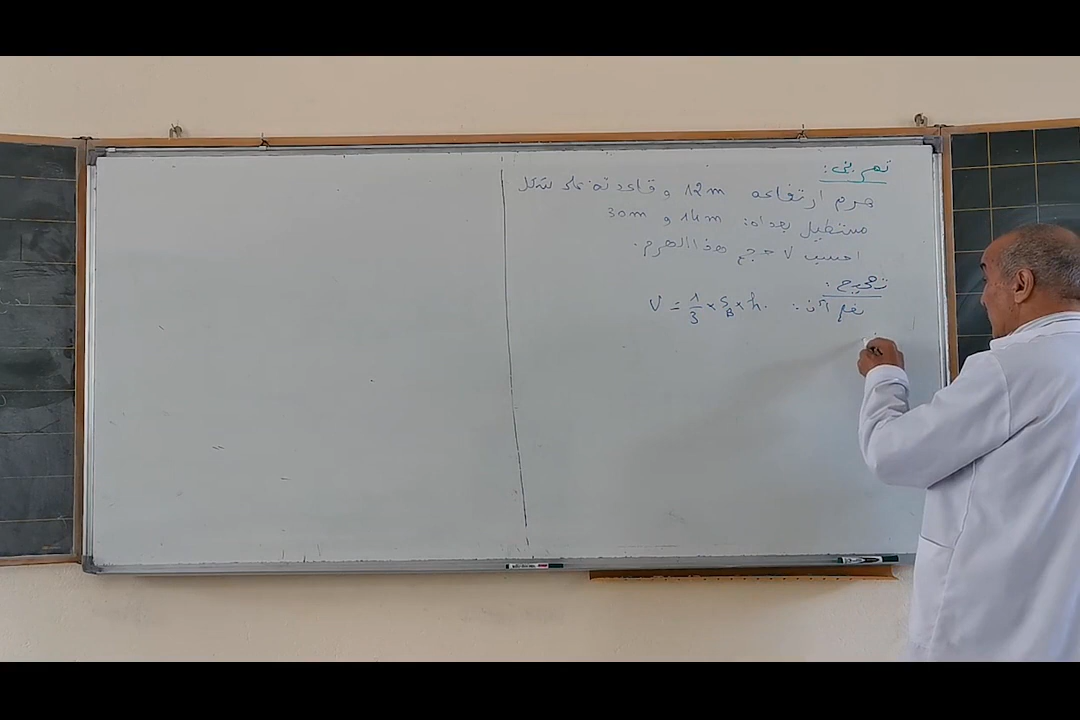 تمرين:
هرم ارتفاعه 12m و قاعدته على شكل
مستطيل بعداه: 14m و 30m
احسب V حجم هذا الهرم.
تصحيح:
نعلم أن: V = 1/3 × S_B × h.